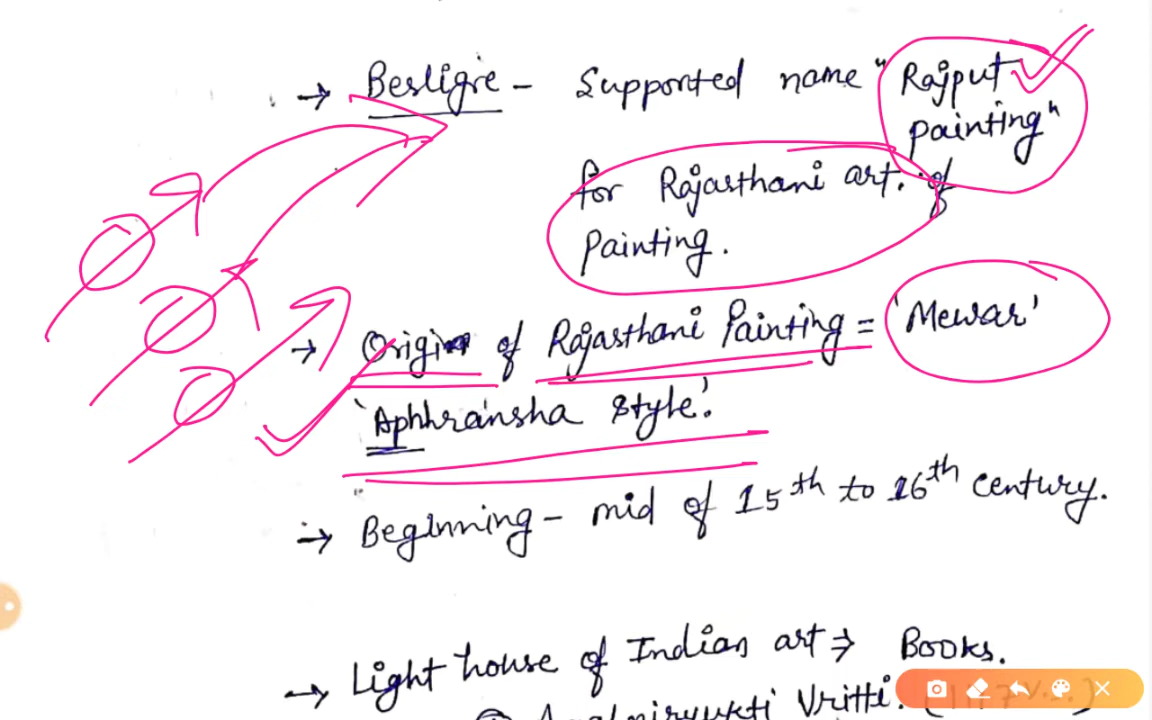 → Besligre - Supported name "Rajput
Painting"
for Rajasthani art. of
Painting.
→ Origin of Rajasthani Painting = 'Mewar'
'Aphhransha style'.
→ Beginning - mid of 15th to 16th century.
→ Light house of Indian art ⇒ Books.
Vritti.